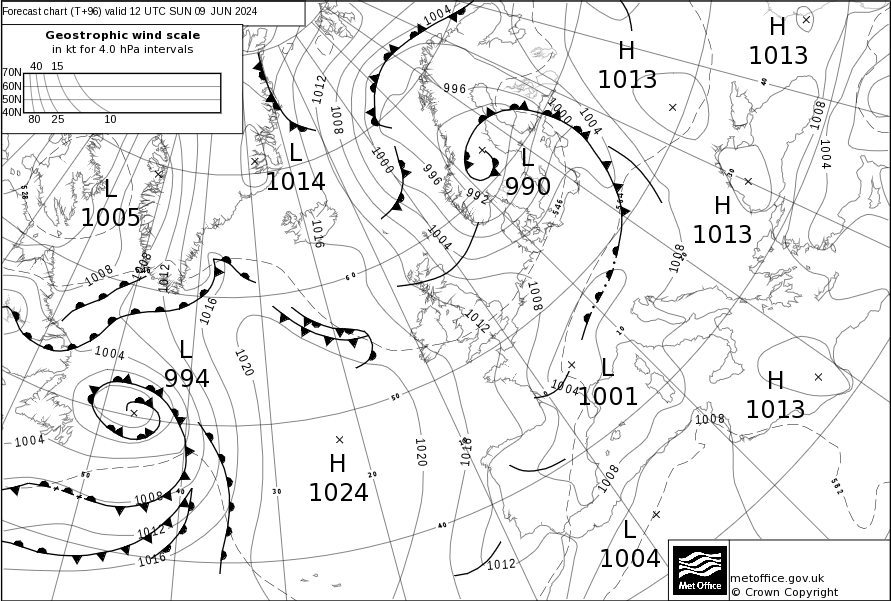 Forecast chart (T+96) valid 12 UTC SUN 09 JUN 2024
Geostrophic wind scale
in kt for 4.0 hPa intervals
40 15
70N
60N
50N
40N
80 25 10
1004
H
1013
H
1013
996
1012
1008
1000
1004
1008
1004
L
1014
1000
996
L
990
992
L
1005
528
546
H
1013
1016
1004
1008
1008
1012
1008
60
1016
1008
1012
10
1004
L
994
1020
L
1001
1004
H
1013
50
1008
1004
1020
1016
H
1024
20
1008
50
40
30
1008
40
582
1012
1016
L
1004
1012
Met Office
metoffice.gov.uk
© Crown Copyright